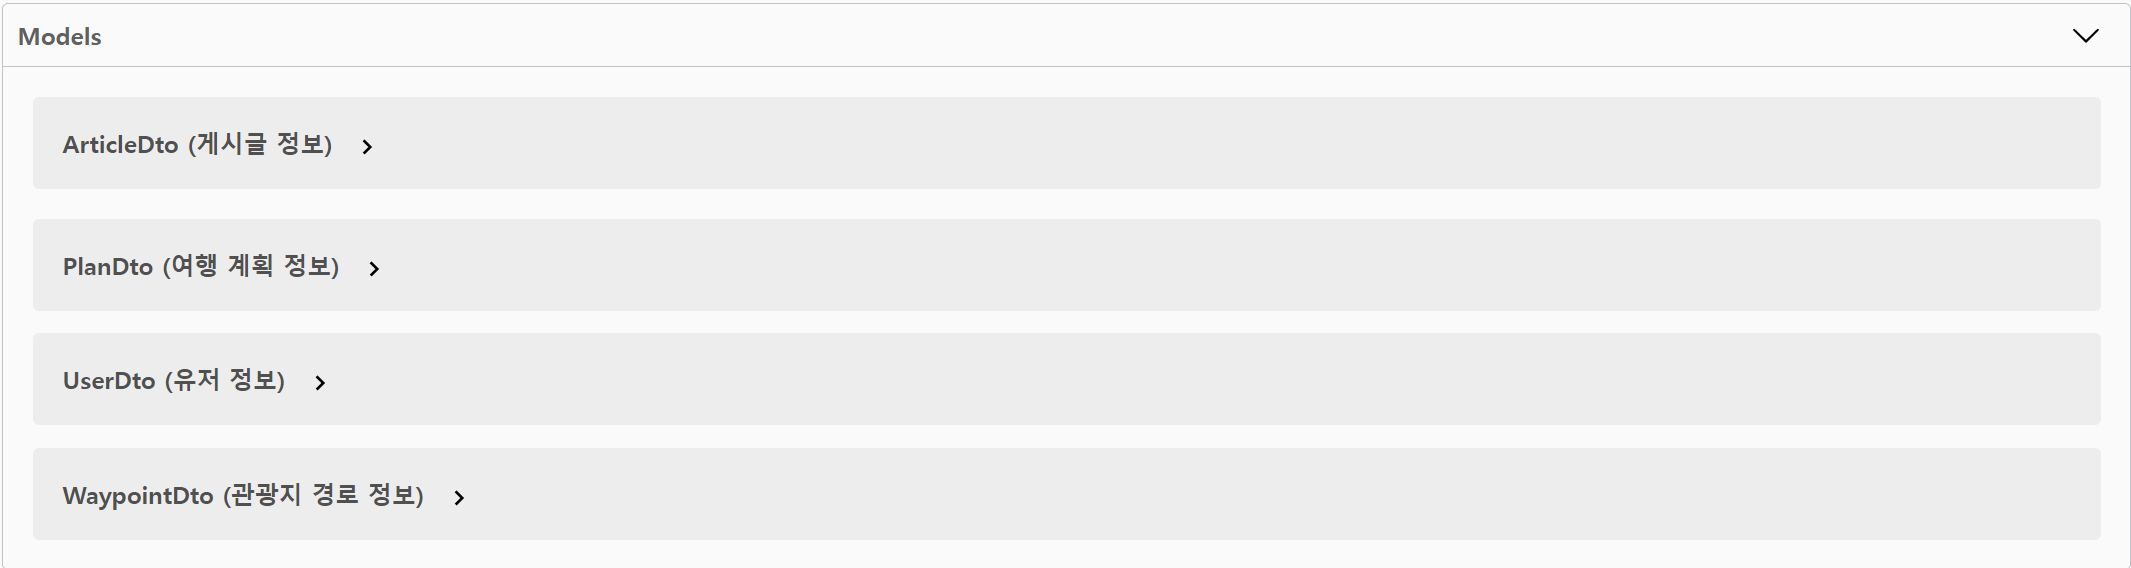 Models
ArticleDto (게시글 정보)
PlanDto (여행 계획 정보)
UserDto (유저 정보)
WaypointDto (관광지 경로 정보)